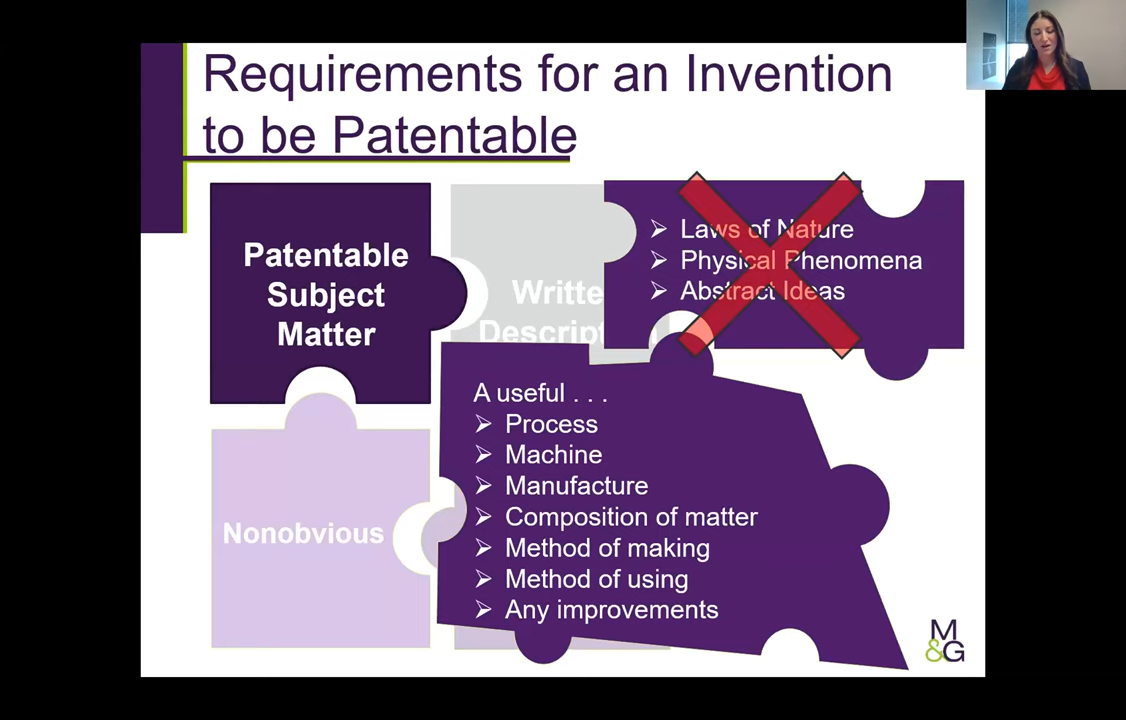 Requirements for an Invention
to be Patentable
Patentable
Subject
Matter
Laws of Nature
Physical Phenomena
Abstract Ideas
A useful . . .
Process
Machine
Manufacture
Composition of matter
Method of making
Method of using
Any improvements
Nonobvious
M
&G